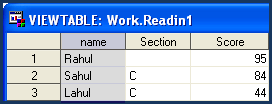 VIEWTABLE: Work.Readin1
name Section Score
1 Rahul 95
2 Sahul C 84
3 Lahul C 44